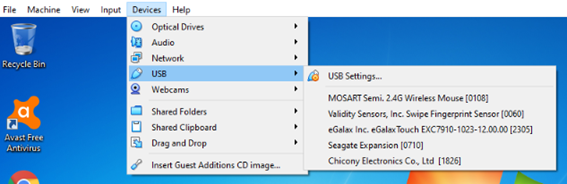 File Machine View Input Devices Help
Optical Drives
Audio
Network
USB
Webcams
Shared Folders
Shared Clipboard
Drag and Drop
Insert Guest Additions CD image...
USB Settings...
MOSART Semi. 2.4G Wireless Mouse [0108]
Validity Sensors, Inc. Swipe Fingerprint Sensor [0060]
eGalax Inc. eGalaxTouch EXC7910-1023-12.00.00 [2305]
Seagate Expansion [0710]
Chicony Electronics Co., Ltd [1826]
Recycle Bin
Avast Free
Antivirus